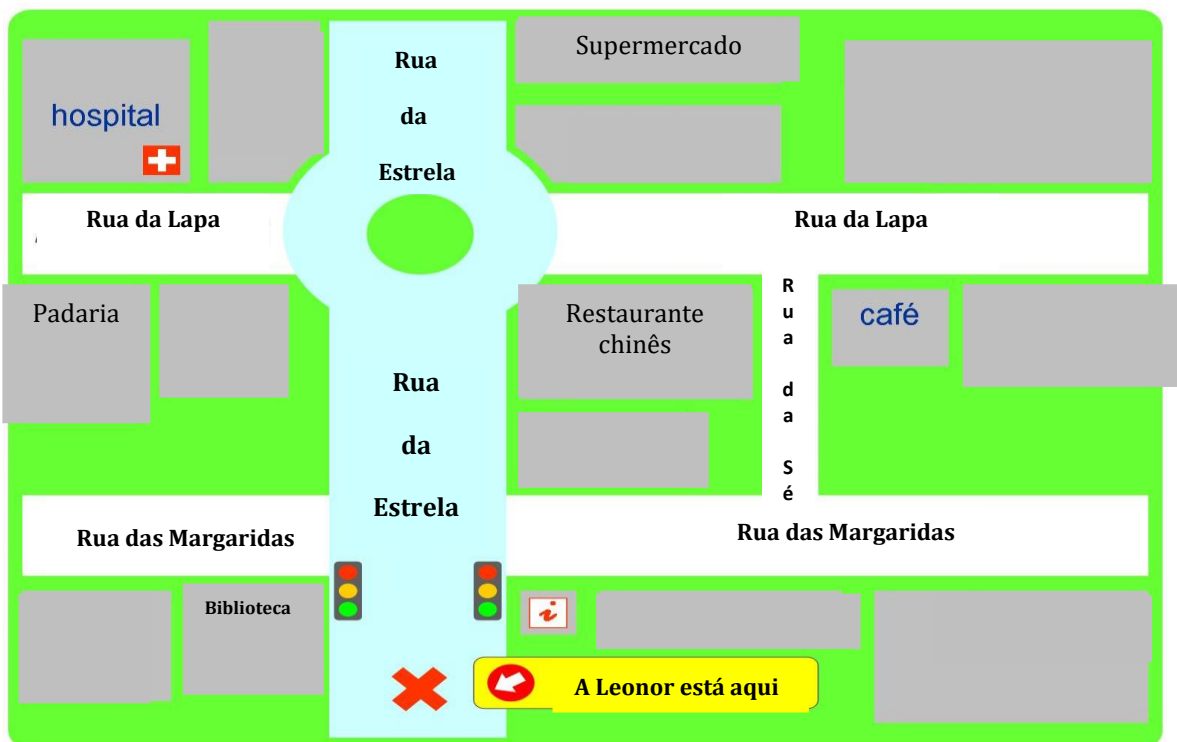 Rua
da
Estrela
Supermercado
hospital
Rua da Lapa
Rua da Lapa
Padaria
Restaurante
chinês
R
u
a
d
a
S
é
café
Rua
da
Estrela
Rua das Margaridas
Rua das Margaridas
Biblioteca
i
A Leonor está aqui